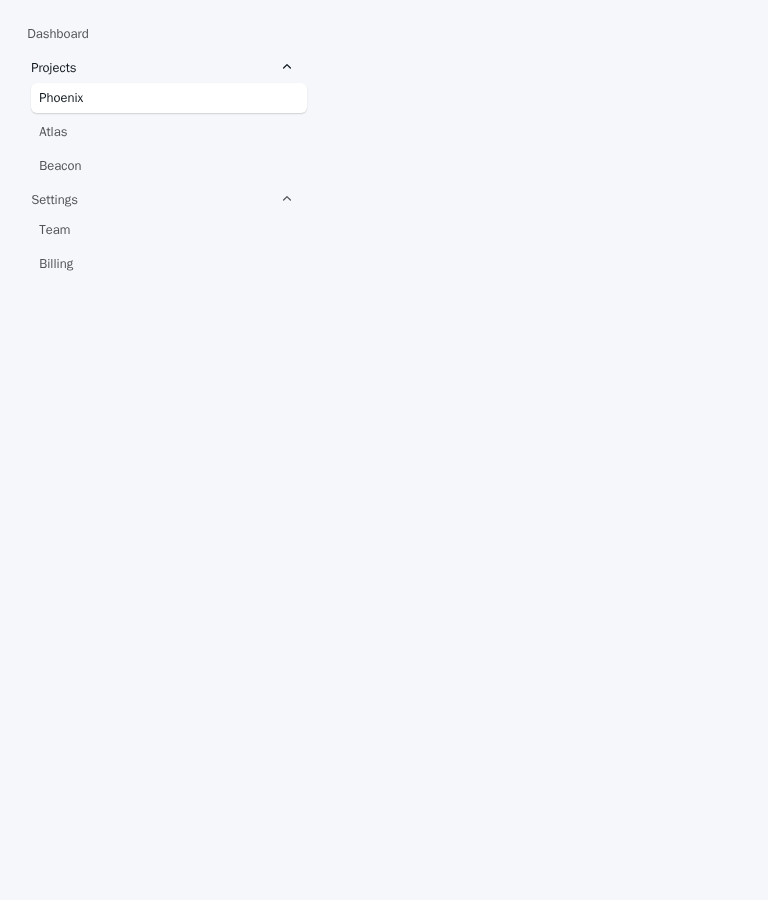 Dashboard
Projects
Phoenix
Atlas
Beacon
Settings
Team
Billing